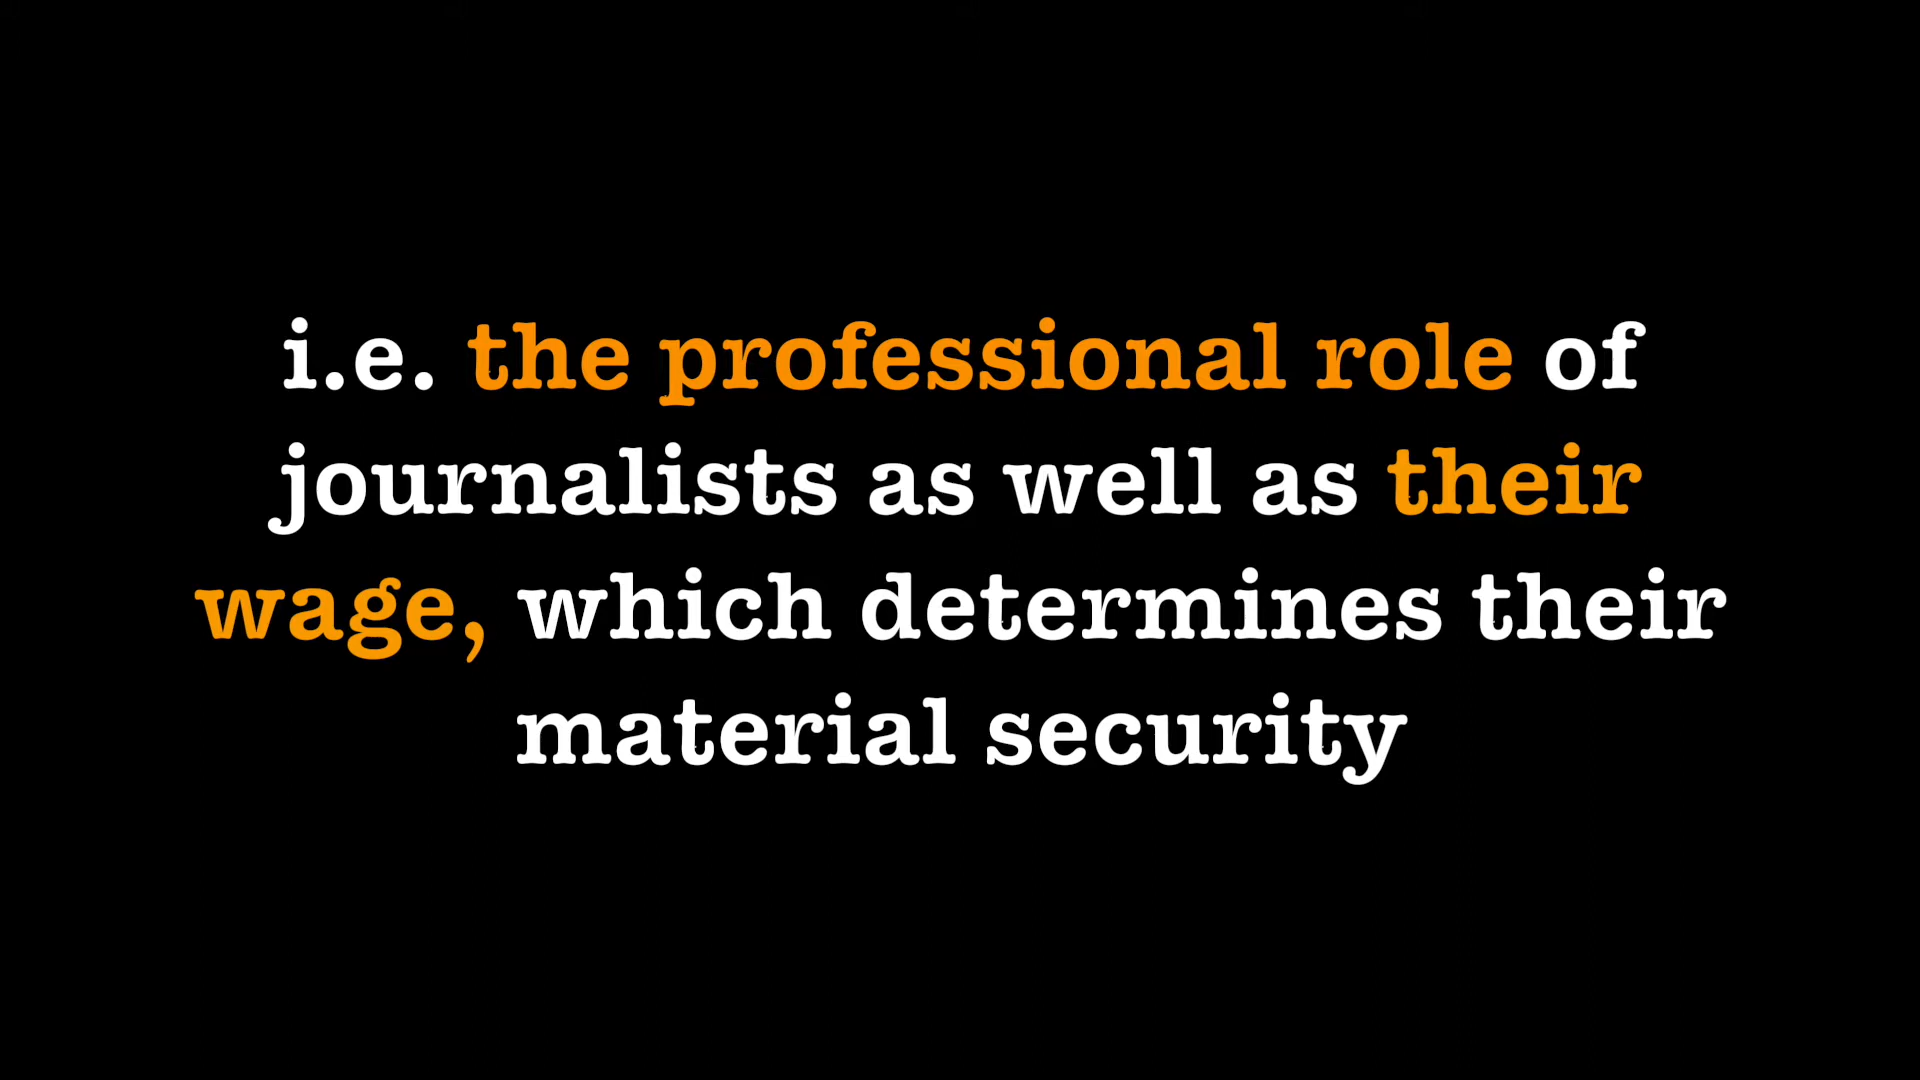 i.e. the professional role of
journalists as well as their
wage, which determines their
material security